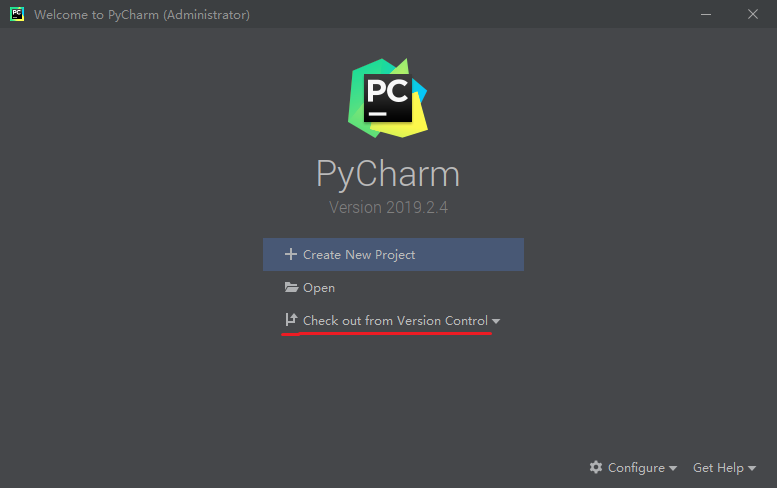 Welcome to PyCharm (Administrator)
PC
PyCharm
Version 2019.2.4
Create New Project
Open
Check out from Version Control
Configure Get Help